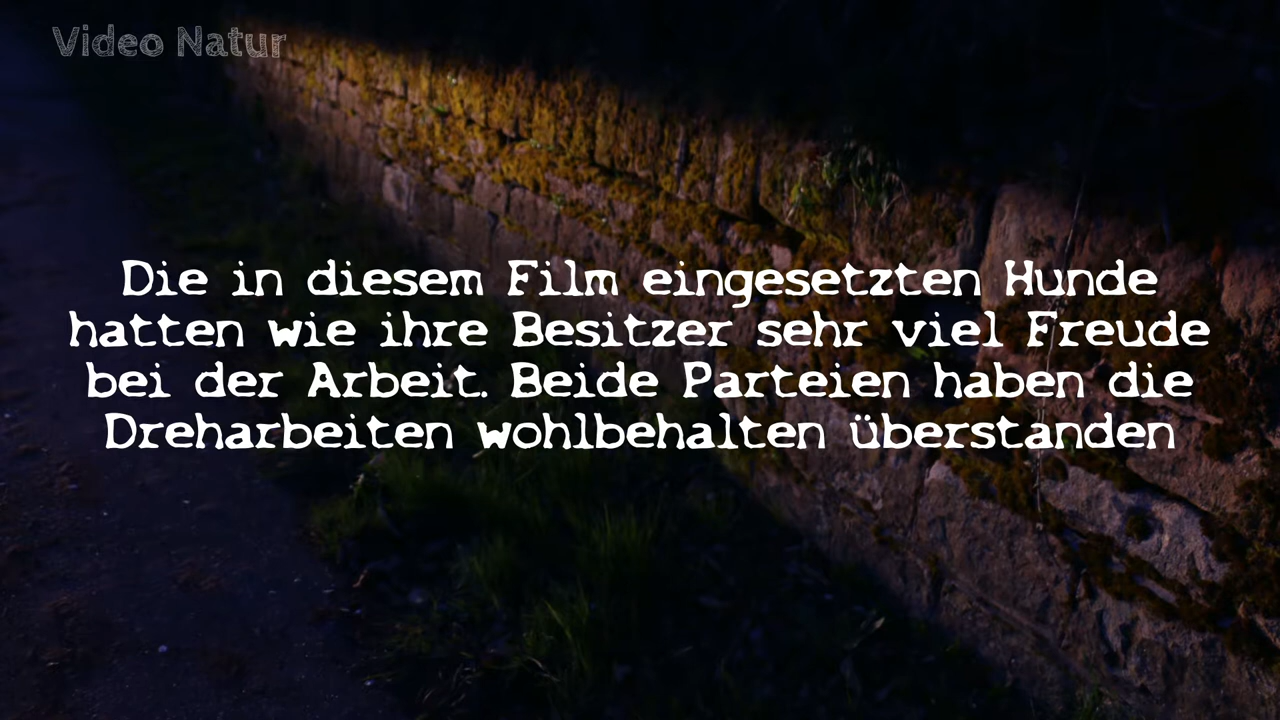 Video Natur
Die in diesem Film eingesetzten Hunde
hatten wie ihre Besitzer sehr viel Freude
bei der Arbeit. Beide Parteien haben die
Dreharbeiten wohlbehalten überstanden